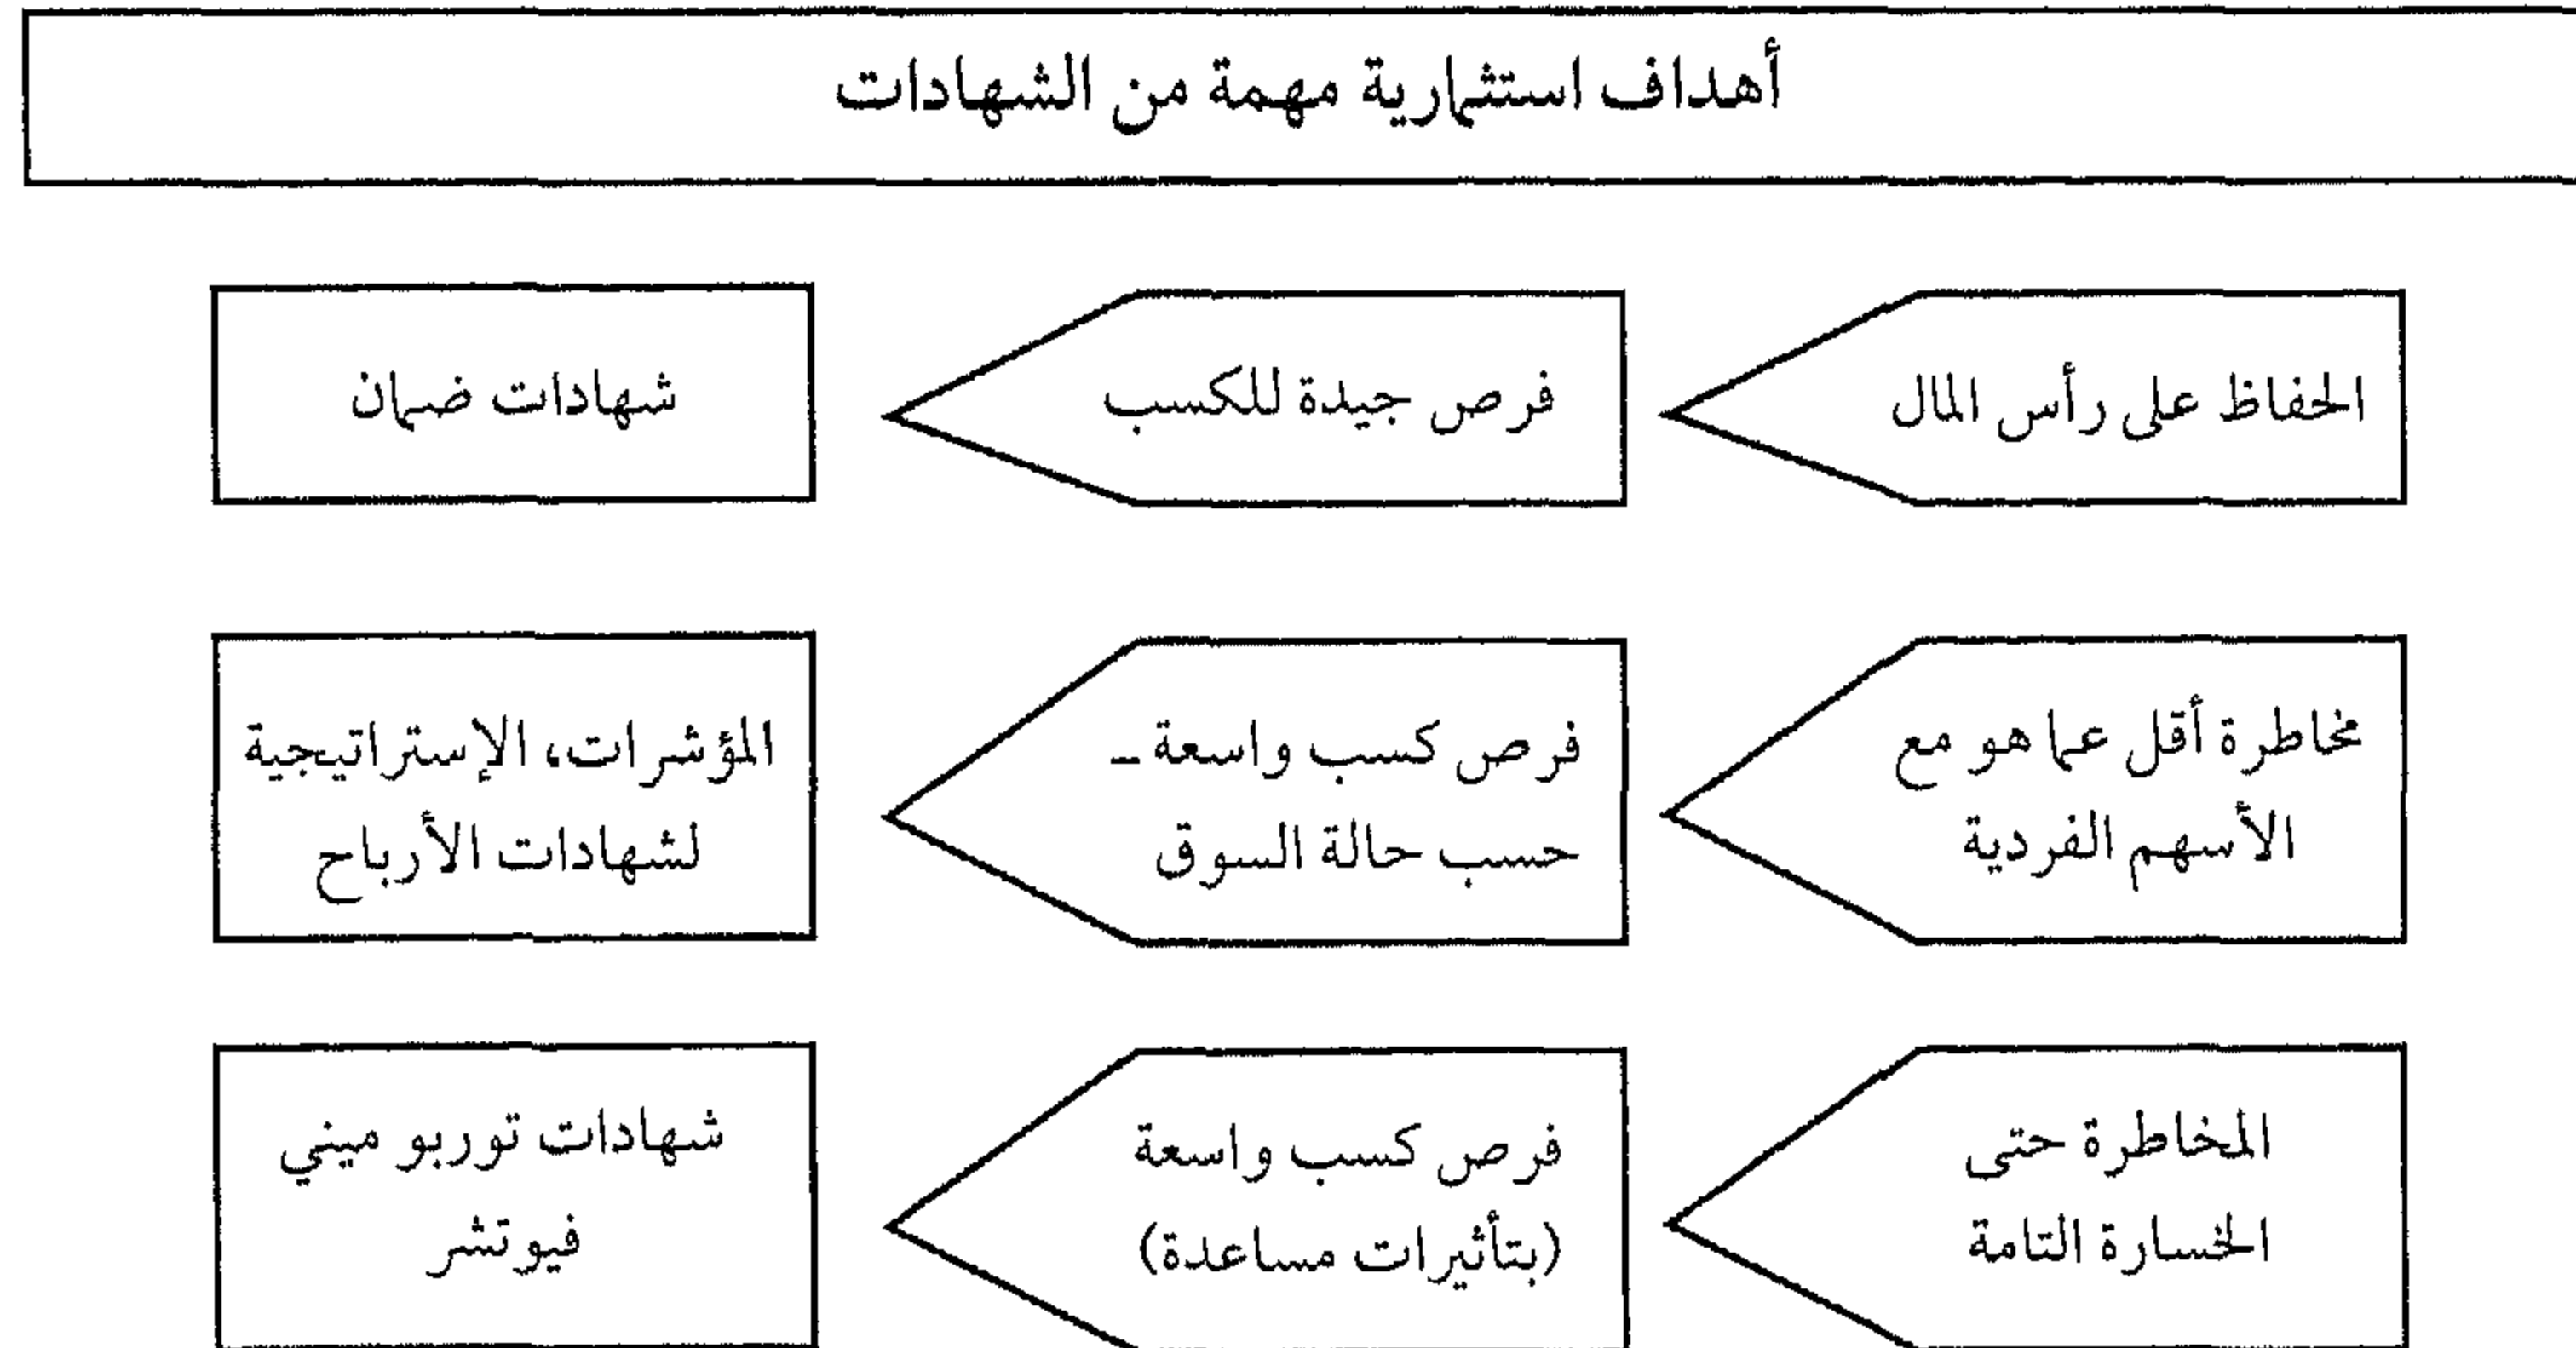 أهداف استثمارية مهمة من الشهادات
الحفاظ على رأس المال
فرص جيدة للكسب
شهادات ضمان
مخاطرة أقل عما هو مع
الأسهم الفردية
فرص كسب واسعة –
حسب حالة السوق
المؤشرات، الإستراتيجية
لشهادات الأرباح
المخاطرة حتى
الخسارة التامة
فرص كسب واسعة
(بتأثيرات مساعدة)
شهادات توربو ميني
فيوتشر